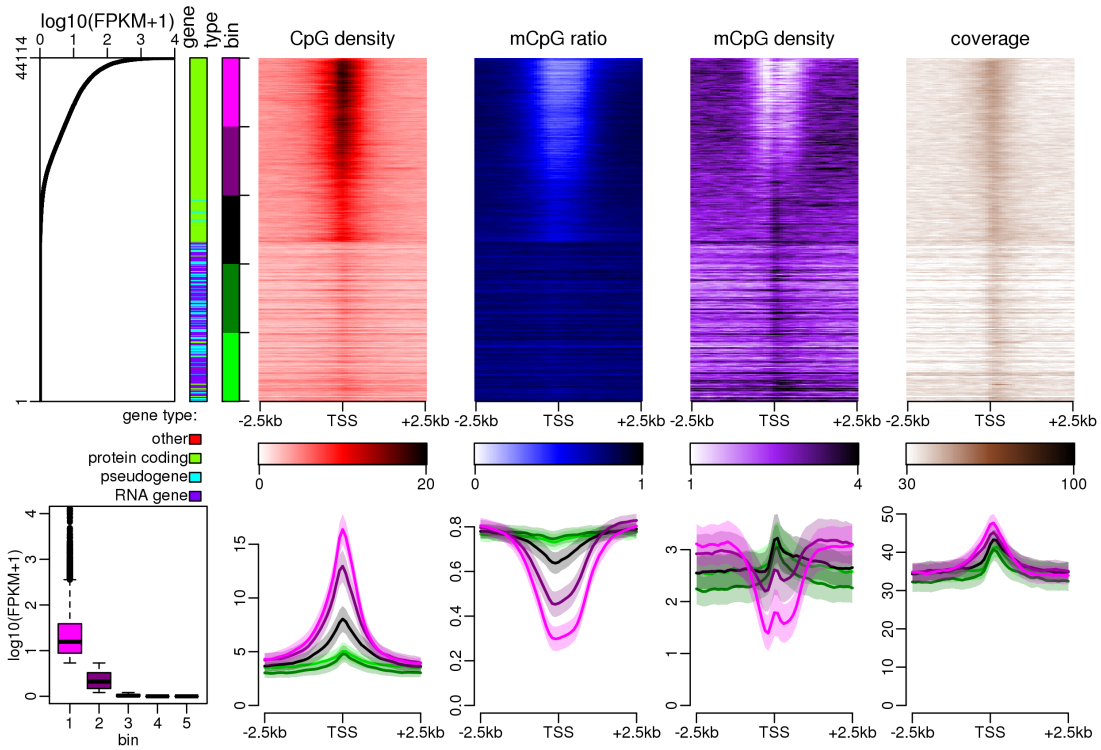 log10(FPKM+1)
0 1 2 3 4
gene
type
bin
CpG density
mCpG ratio
mCpG density
coverage
44114
1
-2.5kb TSS +2.5kb
-2.5kb TSS +2.5kb
-2.5kb TSS +2.5kb
-2.5kb TSS +2.5kb
gene type:
other
protein coding
pseudogene
RNA gene
0 20
0 1
1 4
30 100
log10(FPKM+1)
4
3
2
1
0
1 2 3 4 5
bin
15
10
5
0
-2.5kb TSS +2.5kb
0.8
0.6
0.4
0.2
0.0
-2.5kb TSS +2.5kb
3
2
1
0
-2.5kb TSS +2.5kb
50
40
30
20
10
0
-2.5kb TSS +2.5kb